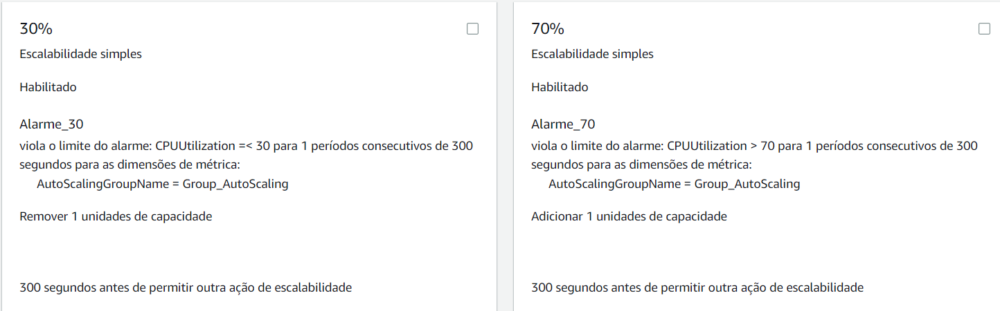 30%
Escalabilidade simples
Habilitado
Alarme_30
viola o limite do alarme: CPUUtilization =< 30 para 1 períodos consecutivos de 300
segundos para as dimensões de métrica:
AutoScalingGroupName = Group_AutoScaling
Remover 1 unidades de capacidade
300 segundos antes de permitir outra ação de escalabilidade
70%
Escalabilidade simples
Habilitado
Alarme_70
viola o limite do alarme: CPUUtilization > 70 para 1 períodos consecutivos de 300
segundos para as dimensões de métrica:
AutoScalingGroupName = Group_AutoScaling
Adicionar 1 unidades de capacidade
300 segundos antes de permitir outra ação de escalabilidade